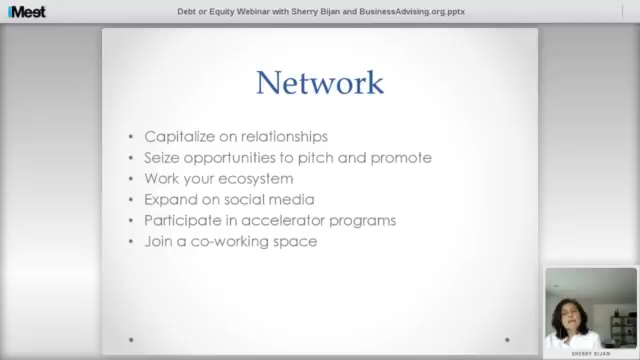 iMeet
Debt or Equity Webinar with Sherry Bijan and BusinessAdvising.org.pptx
Network
• Capitalize on relationships
• Seize opportunities to pitch and promote
• Work your ecosystem
• Expand on social media
• Participate in accelerator programs
• Join a co-working space
SHERRY BIJAN